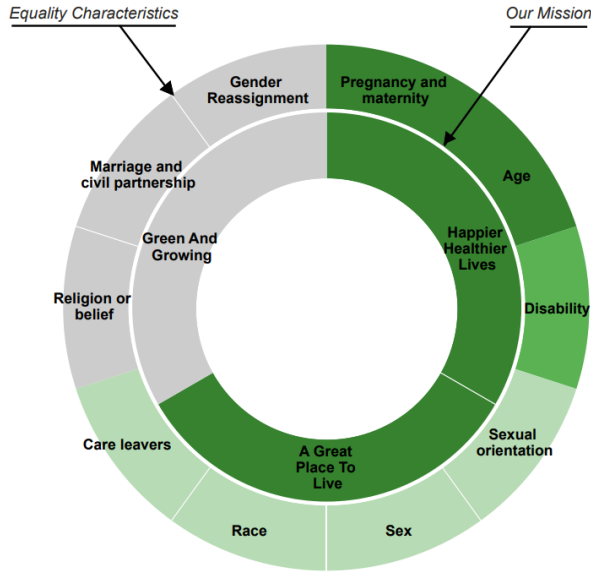 Equality Characteristics
Our Mission
Gender
Reassignment
Pregnancy and
maternity
Marriage and
civil partnership
Age
Green And
Growing
Happier
Healthier
Lives
Religion or
belief
Disability
Care leavers
A Great
Place To
Live
Sexual
orientation
Race
Sex